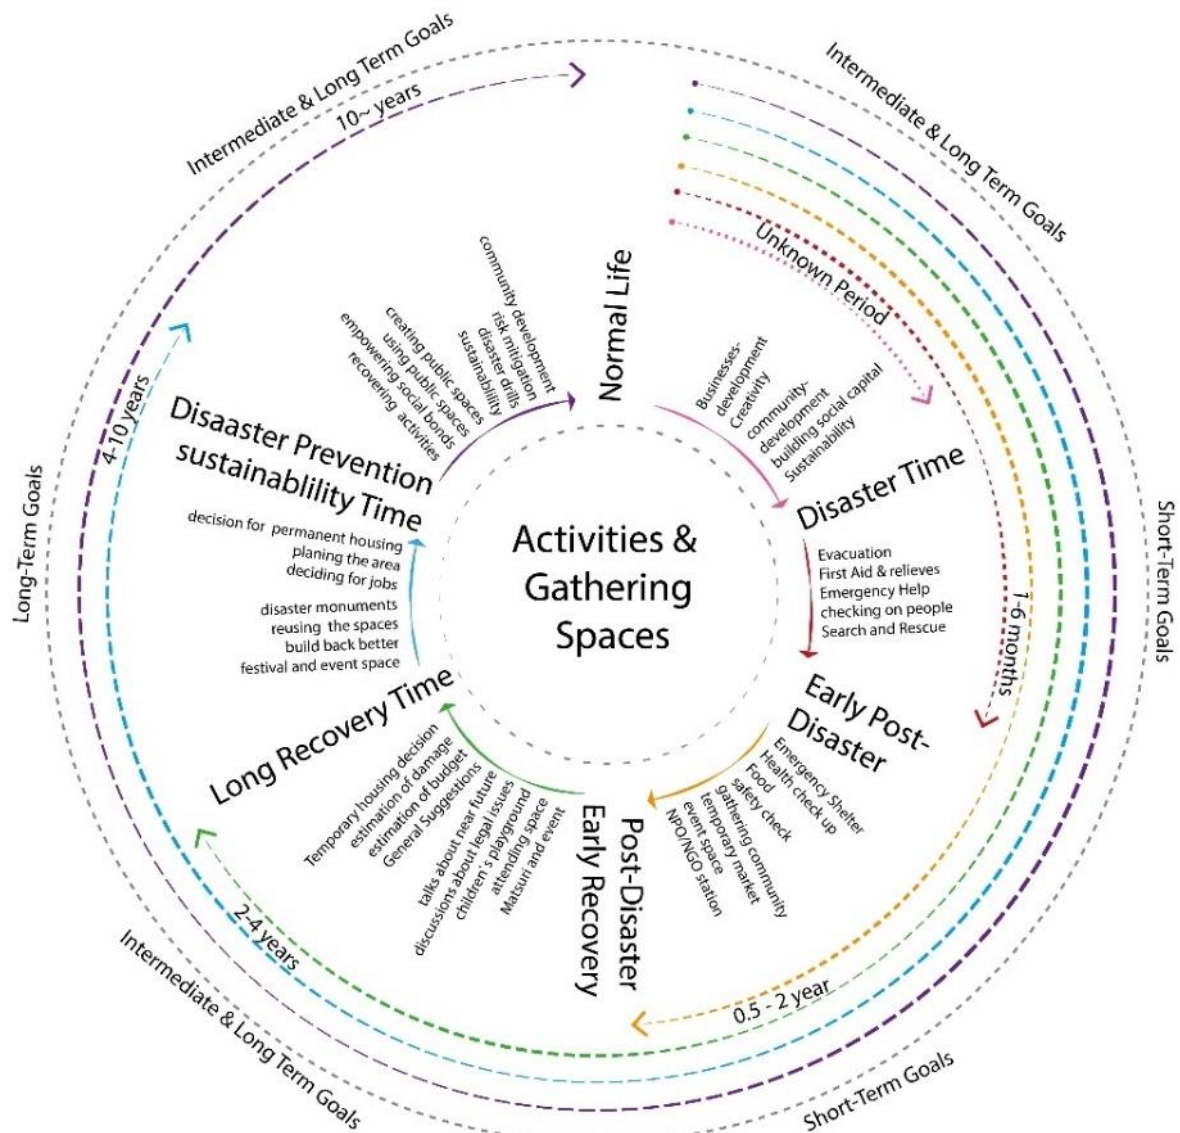 Intermediate & Long Term Goals
10~ years
Intermediate & Long Term Goals
Unknown Period
Normal Life
Businesses-
development
Creativity
community-
development
building social capital
Sustainability
Disaster Time
Evacuation
First Aid & relieves
Emergency Help
checking on people
Search and Rescue
1-6 months
Short-Term Goals
Early Post-
Disaster
Emergency Shelter
Health check up
Food
safety check
gathering community
temporary market
event space
NPO/NGO station
0.5 - 2 year
Short-Term Goals
Post-Disaster
Early Recovery
Matsuri and event
attending space
children's playground
discussions about legal issues
talks about near future
General Suggestions
estimation of budget
estimation of damage
Temporary housing decision
2-4 years
Intermediate & Long Term Goals
Long Recovery Time
decision for permanent housing
planing the area
deciding for jobs
disaster monuments
reusing the spaces
build back better
festival and event space
4-10 years
Long-Term Goals
Disaaster Prevention
sustainablility Time
recovering activities
empowering social bonds
using public spaces
creating public spaces
sustainability
disaster drills
risk mitigation
community development
Activities &
Gathering
Spaces